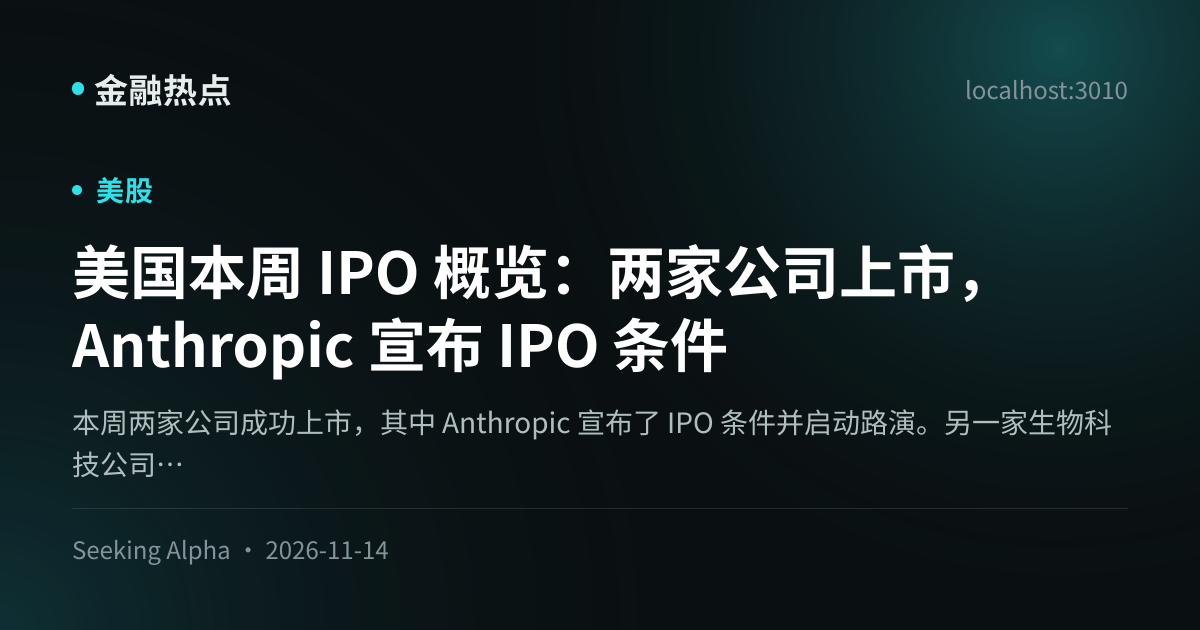 金融热点
localhost:3010
美股
美国本周 IPO 概览：两家公司上市，
Anthropic 宣布 IPO 条件
本周两家公司成功上市，其中 Anthropic 宣布了 IPO 条件并启动路演。另一家生物科
技公司…
Seeking Alpha · 2026-11-14